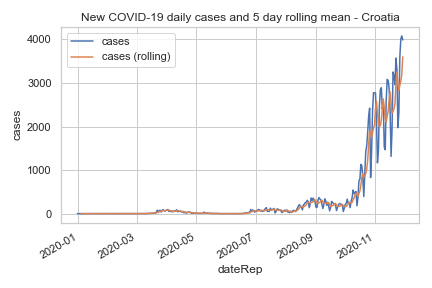 New COVID-19 daily cases and 5 day rolling mean - Croatia
cases
cases (rolling)
4000
3000
2000
1000
0
cases
2020-01
2020-03
2020-05
2020-07
2020-09
2020-11
dateRep